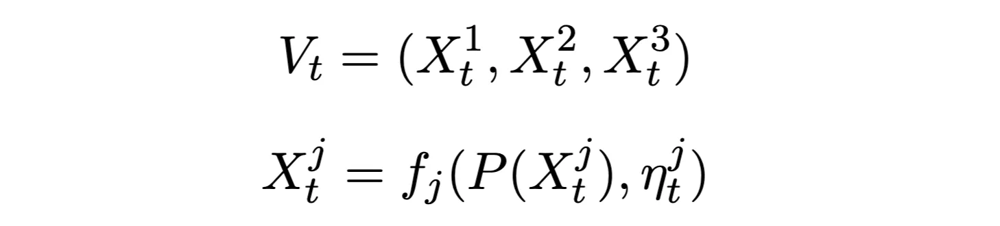 V_t = (X_t^1, X_t^2, X_t^3)
X_t^j = f_j(P(X_t^j), η_t^j)